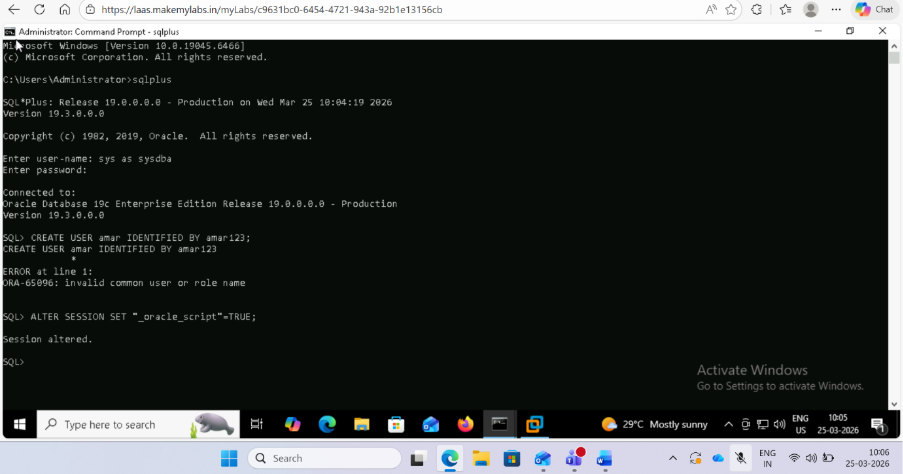 https://laas.makemylabs.in/myLabs/c9631bc0-6454-4721-943a-92b1e13156cb
Chat
Administrator: Command Prompt - sqlplus
Microsoft Windows [Version 10.0.19045.6466]
(c) Microsoft Corporation. All rights reserved.
C:\Users\Administrator>sqlplus
SQL*Plus: Release 19.0.0.0.0 - Production on Wed Mar 25 10:04:19 2026
Version 19.3.0.0.0
Copyright (c) 1982, 2019, Oracle.  All rights reserved.
Enter user-name: sys as sysdba
Enter password:
Connected to:
Oracle Database 19c Enterprise Edition Release 19.0.0.0.0 - Production
Version 19.3.0.0.0
SQL> CREATE USER amar IDENTIFIED BY amar123;
CREATE USER amar IDENTIFIED BY amar123
*
ERROR at line 1:
ORA-65096: invalid common user or role name
SQL> ALTER SESSION SET "_oracle_script"=TRUE;
Session altered.
SQL>
Activate Windows
Go to Settings to activate Windows.
Type here to search
29°C Mostly sunny
ENG
US
10:05
25-03-2026
1
Search
ENG
IN
10:06
25-03-2026